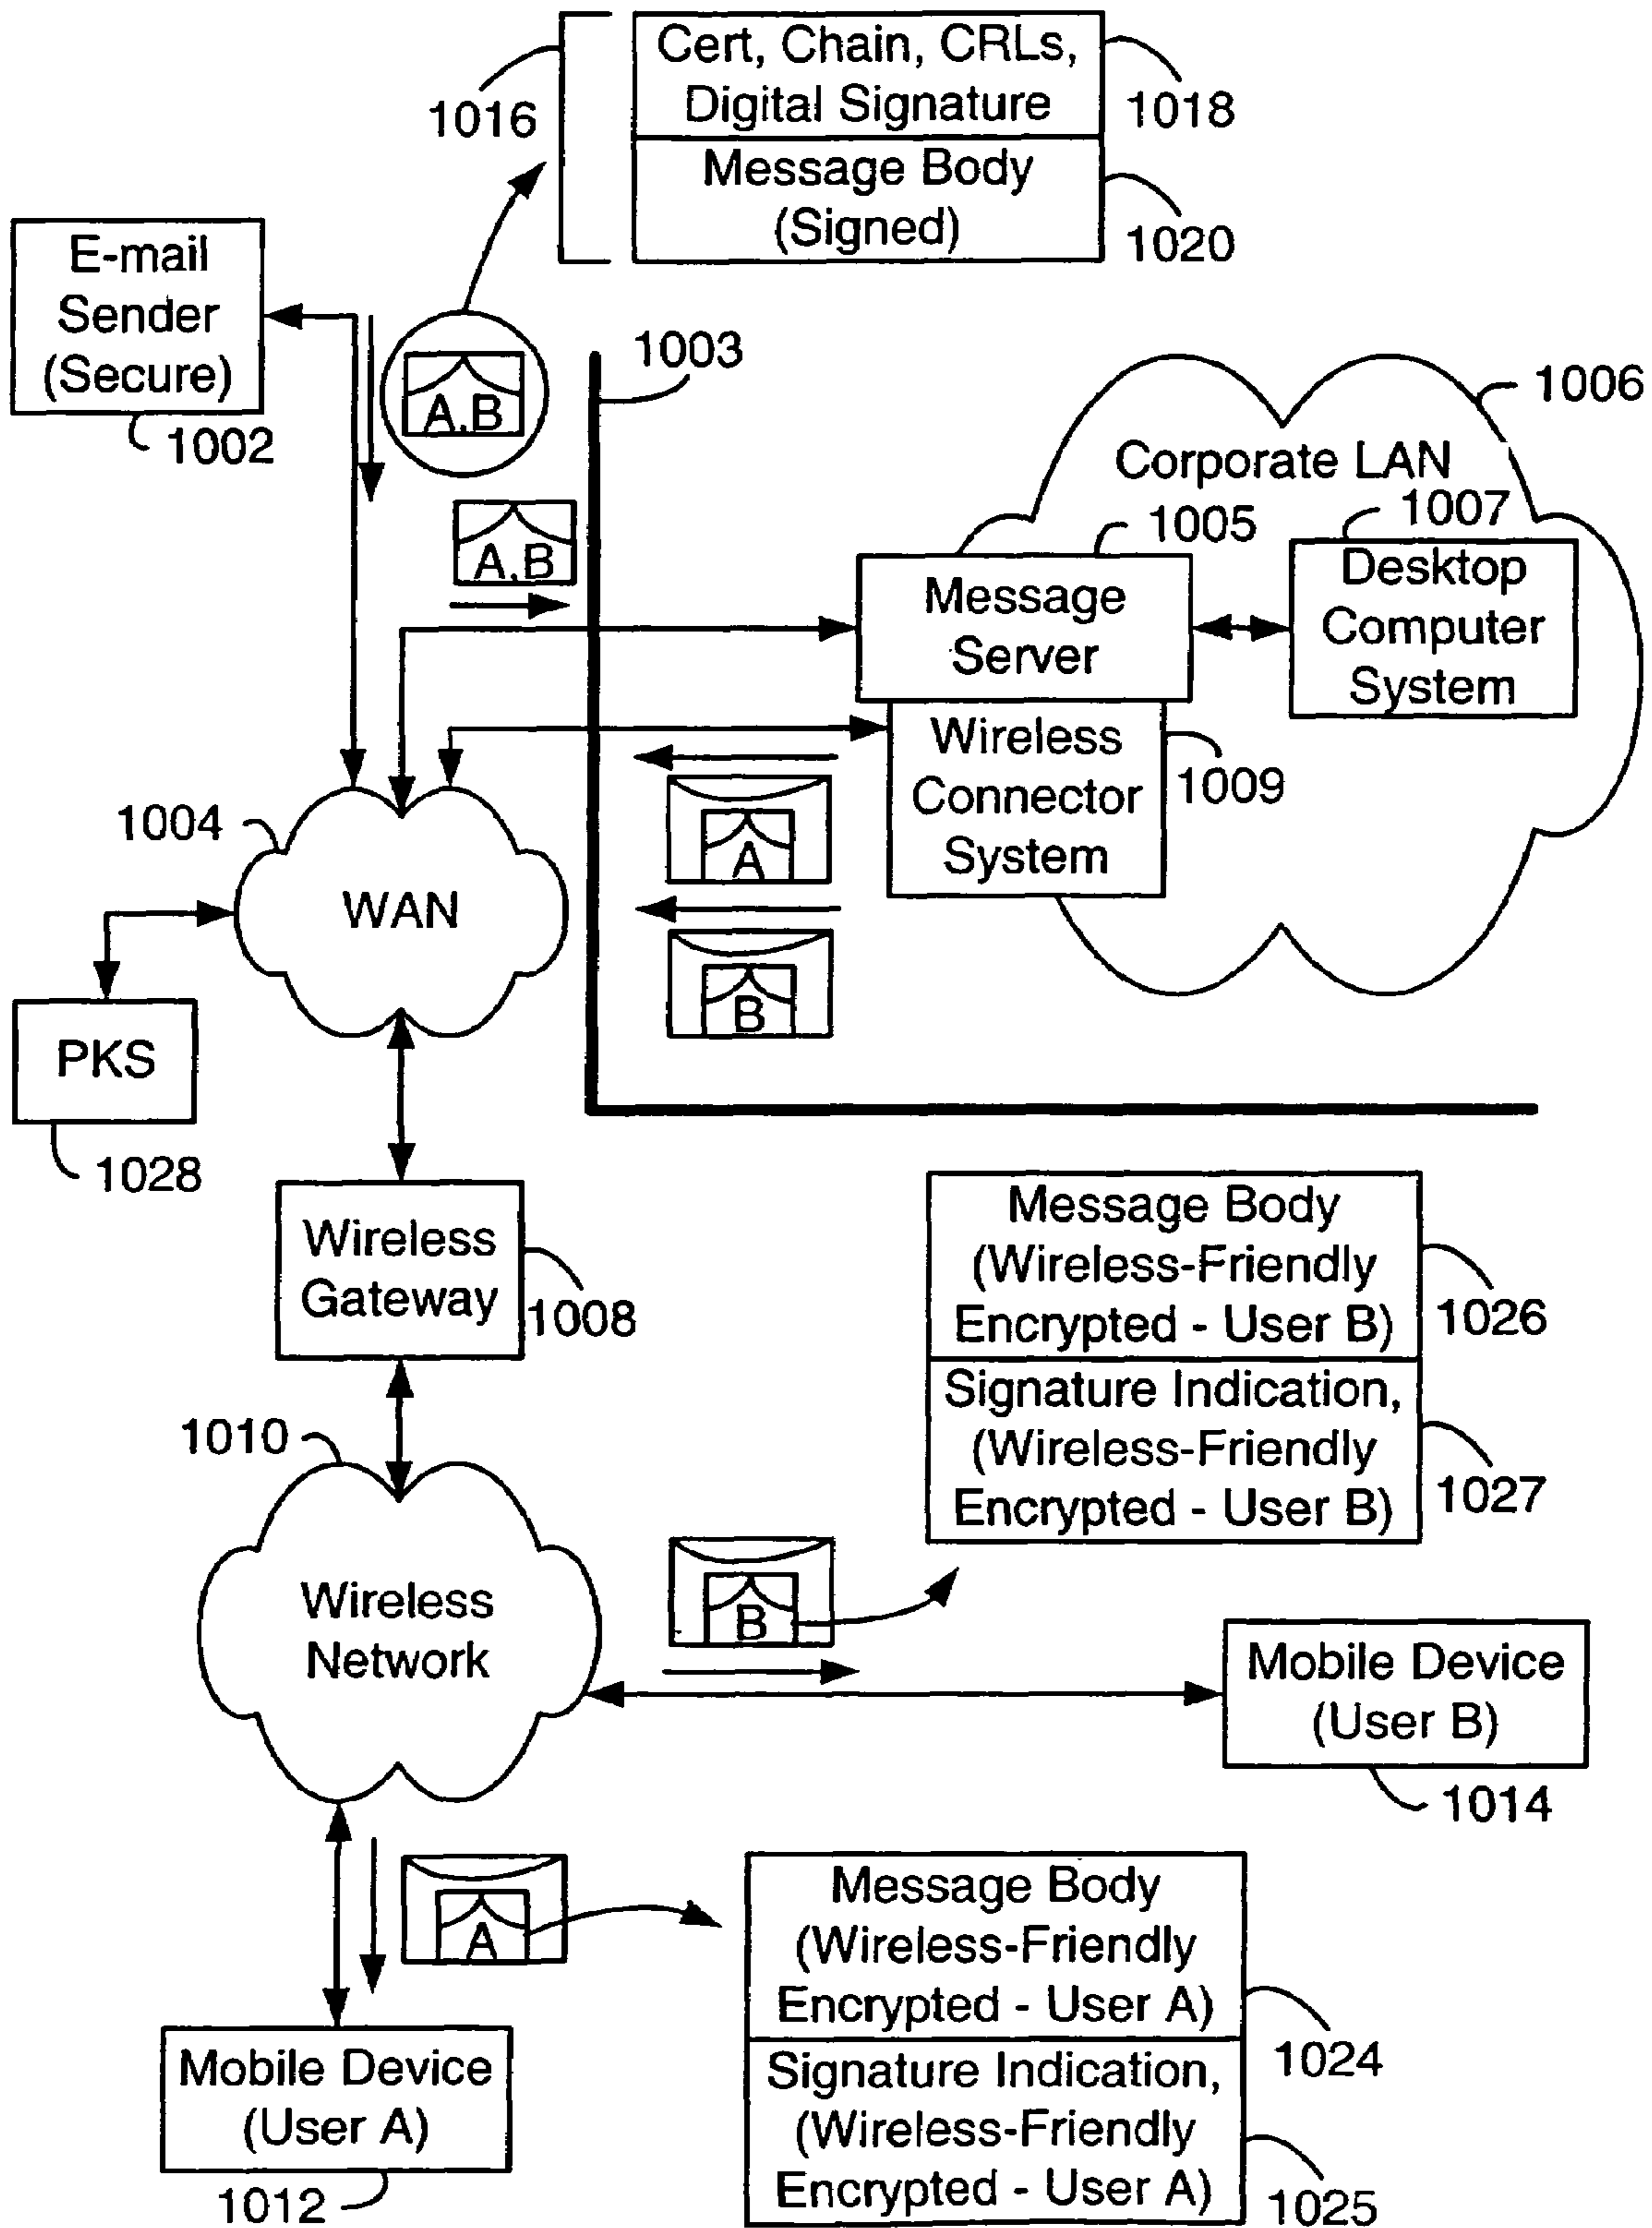 Cert, Chain, CRLs,
Digital Signature
1016
1018
Message Body
(Signed)
1020
E-mail
Sender
(Secure)
1002
A,B
1003
1006
Corporate LAN
A,B
1005
1007
Message
Server
Desktop
Computer
System
Wireless
Connector
System
1009
A
B
1004
WAN
PKS
1028
Wireless
Gateway
1008
Message Body
(Wireless-Friendly
Encrypted - User B)
1026
Signature Indication,
(Wireless-Friendly
Encrypted - User B)
1027
1010
Wireless
Network
B
Mobile Device
(User B)
1014
A
Message Body
(Wireless-Friendly
Encrypted - User A)
1024
Signature Indication,
(Wireless-Friendly
Encrypted - User A)
1025
Mobile Device
(User A)
1012